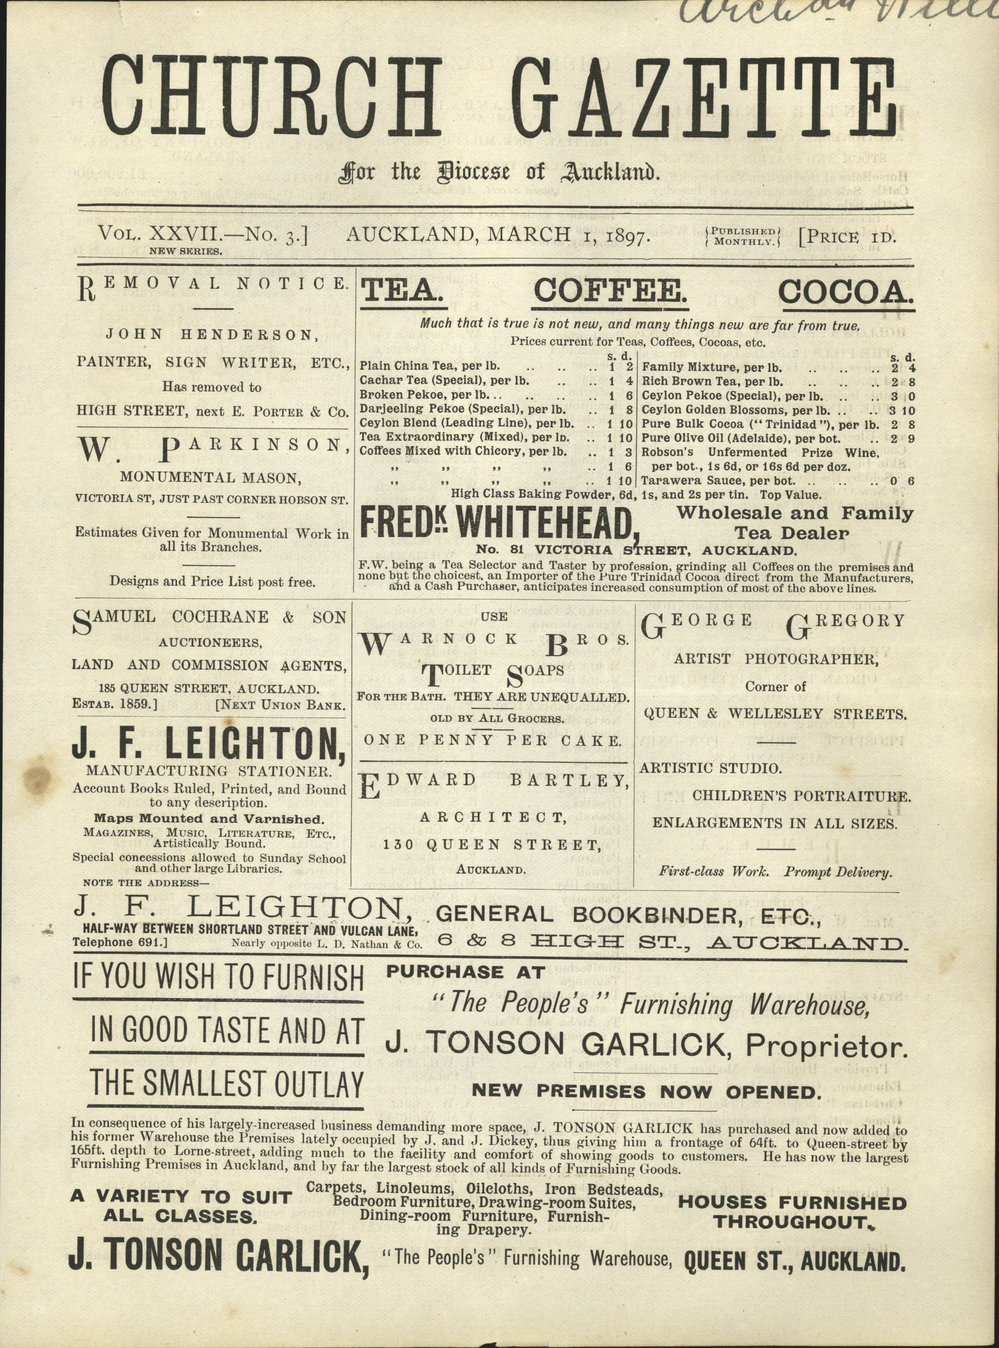 CHURCH GAZETTE
For the Diocese of Auckland.
VOL. XXVII.—No. 3.] AUCKLAND, MARCH 1, 1897. {PUBLISHED MONTHLY.} [PRICE 1D.
NEW SERIES.
REMOVAL NOTICE.
JOHN HENDERSON,
PAINTER, SIGN WRITER, ETC.,
Has removed to
HIGH STREET, next E. PORTER & Co.
W. PARKINSON,
MONUMENTAL MASON,
VICTORIA ST, JUST PAST CORNER HOBSON ST.
Estimates Given for Monumental Work in
all its Branches.
Designs and Price List post free.
TEA. COFFEE. COCOA.
Much that is true is not new, and many things new are far from true.
Prices current for Teas, Coffees, Cocoas, etc.
s. d.
Plain China Tea, per lb. .. .. .. 1 2
Cachar Tea (Special), per lb. .. .. 1 4
Broken Pekoe, per lb... .. .. .. 1 6
Darjeeling Pekoe (Special), per lb. .. 1 8
Ceylon Blend (Leading Line), per lb. .. 1 10
Tea Extraordinary (Mixed), per lb. .. 1 10
Coffees Mixed with Chicory, per lb. .. 1 3
,, ,, ,, ,, .. 1 6
,, ,, ,, ,, .. 1 10
s. d.
Family Mixture, per lb. .. .. .. 2 4
Rich Brown Tea, per lb. .. .. .. 2 8
Ceylon Pekoe (Special), per lb. .. .. 3 0
Ceylon Golden Blossoms, per lb. .. .. 3 10
Pure Bulk Cocoa ("Trinidad"), per lb. 2 8
Pure Olive Oil (Adelaide), per bot. .. 2 9
Robson's Unfermented Prize Wine,
per bot., 1s 6d, or 16s 6d per doz.
Tarawera Sauce, per bot. .. .. .. 0 6
High Class Baking Powder, 6d, 1s, and 2s per tin. Top Value.
FREDK. WHITEHEAD, Wholesale and Family
Tea Dealer
No. 81 VICTORIA STREET, AUCKLAND.
F.W. being a Tea Selector and Taster by profession, grinding all Coffees on the premises and
none but the choicest, an Importer of the Pure Trinidad Cocoa direct from the Manufacturers,
and a Cash Purchaser, anticipates increased consumption of most of the above lines.
SAMUEL COCHRANE & SON
AUCTIONEERS,
LAND AND COMMISSION AGENTS,
185 QUEEN STREET, AUCKLAND.
ESTAB. 1859.] [NEXT UNION BANK.
J. F. LEIGHTON,
MANUFACTURING STATIONER.
Account Books Ruled, Printed, and Bound
to any description.
Maps Mounted and Varnished.
MAGAZINES, MUSIC, LITERATURE, ETC.,
Artistically Bound.
Special concessions allowed to Sunday School
and other large Libraries.
NOTE THE ADDRESS—
USE
WARNOCK BROS.
TOILET SOAPS
FOR THE BATH. THEY ARE UNEQUALLED.
OLD BY ALL GROCERS.
ONE PENNY PER CAKE.
EDWARD BARTLEY,
ARCHITECT,
130 QUEEN STREET,
AUCKLAND.
GEORGE GREGORY
ARTIST PHOTOGRAPHER,
Corner of
QUEEN & WELLESLEY STREETS.
ARTISTIC STUDIO.
CHILDREN'S PORTRAITURE.
ENLARGEMENTS IN ALL SIZES.
First-class Work. Prompt Delivery.
J. F. LEIGHTON, GENERAL BOOKBINDER, ETC.,
HALF-WAY BETWEEN SHORTLAND STREET AND VULCAN LANE,
Telephone 691.] Nearly opposite L. D. Nathan & Co. 6 & 8 HIGH ST., AUCKLAND.
IF YOU WISH TO FURNISH
IN GOOD TASTE AND AT
THE SMALLEST OUTLAY
PURCHASE AT
"The People's" Furnishing Warehouse,
J. TONSON GARLICK, Proprietor.
NEW PREMISES NOW OPENED.
In consequence of his largely-increased business demanding more space, J. TONSON GARLICK has purchased and now added to
his former Warehouse the Premises lately occupied by J. and J. Dickey, thus giving him a frontage of 64ft. to Queen-street by
165ft. depth to Lorne-street, adding much to the facility and comfort of showing goods to customers. He has now the largest
Furnishing Premises in Auckland, and by far the largest stock of all kinds of Furnishing Goods.
A VARIETY TO SUIT
ALL CLASSES.
Carpets, Linoleums, Oilcloths, Iron Bedsteads,
Bedroom Furniture, Drawing-room Suites,
Dining-room Furniture, Furnish-
ing Drapery.
HOUSES FURNISHED
THROUGHOUT.
J. TONSON GARLICK, "The People's" Furnishing Warehouse, QUEEN ST., AUCKLAND.